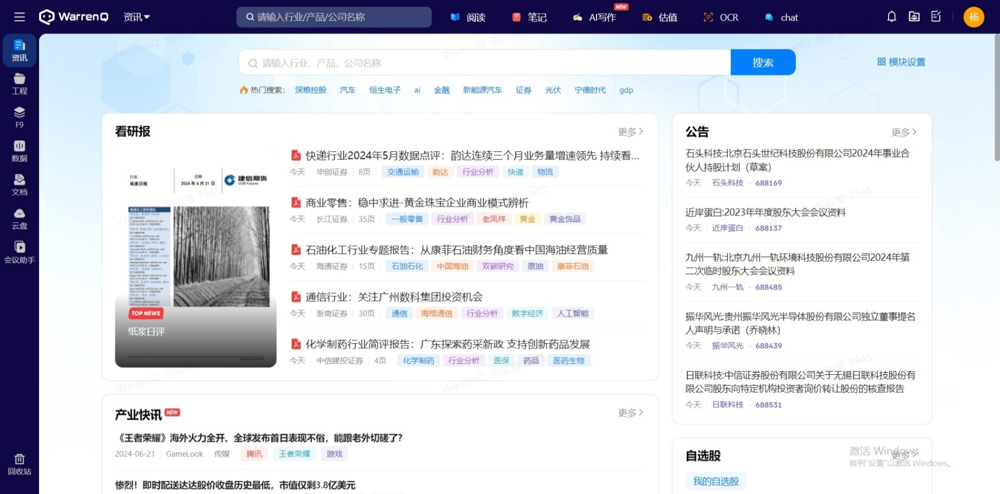 WarrenQ
资讯
请输入行业/产品/公司名称
阅读
笔记
AI写作
NEW
估值
OCR
chat
杨
资讯
工程
F9
数据
文档
云盘
会议助手
回收站
请输入行业、产品、公司名称
搜索
模块设置
热门搜索：
深粮控股
汽车
恒生电子
ai
金融
新能源汽车
证券
光伏
宁德时代
gdp
看研报
更多
行业
纸浆日报
日期
2024 年 6 月 21 日
建信期货
CCB Futures
能源化工研究团队
TOP NEWS
纸浆日评
快递行业2024年5月数据点评：韵达连续三个月业务量增速领先 持续看...
今天 华创证券 8页 交通运输 韵达 行业分析 快递 物流
商业零售：稳中求进-黄金珠宝企业商业模式辨析
今天 长江证券 35页 一般零售 行业分析 老凤祥 黄金 黄金饰品
石油化工行业专题报告：从康菲石油财务角度看中国海油经营质量
今天 海通证券 15页 石油石化 中国海油 双碳研究 原油 康菲石油
通信行业：关注广州数科集团投资机会
今天 浙商证券 30页 通信 海格通信 行业分析 数字经济 人工智能
化学制药行业简评报告：广东探索药采新政 支持创新药品发展
今天 中信建投证券 4页 化学制药 行业分析 医保 药品 医药生物
公告
更多
石头科技:北京石头世纪科技股份有限公司2024年事业合
伙人持股计划（草案）
今天 石头科技 · 688169
近岸蛋白:2023年年度股东大会会议资料
今天 近岸蛋白 · 688137
九州一轨:北京九州一轨环境科技股份有限公司2024年第
二次临时股东大会会议资料
今天 九州一轨 · 688485
振华风光:贵州振华风光半导体股份有限公司独立董事提名
人声明与承诺（乔晓林）
今天 振华风光 · 688439
日联科技:中信证券股份有限公司关于无锡日联科技股份有
限公司股东向特定机构投资者询价转让股份的核查报告
今天 日联科技 · 688531
产业快讯
NEW
更多
《王者荣耀》海外火力全开、全球发布首日表现不俗，能跟老外切磋了？
2024-06-21 GameLook 传媒 腾讯 王者荣耀 游戏
惨烈！即时配送达达股价收盘历史最低，市值仅剩3.8亿美元
自选股
更多
我的自选股
激活 Windows
转到“设置”以激活 Windows。